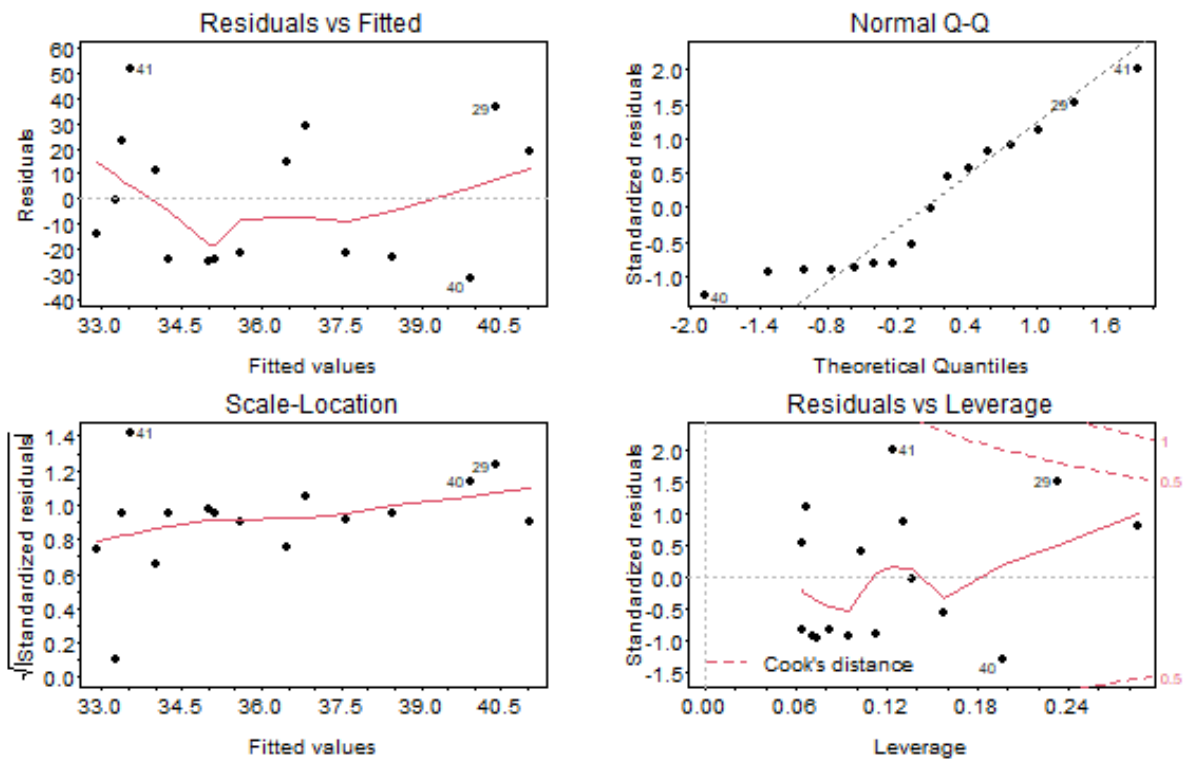 Residuals vs Fitted
Residuals
60
50
40
30
20
10
0
-10
-20
-30
-40
41
29
40
33.0 34.5 36.0 37.5 39.0 40.5
Fitted values
Normal Q-Q
Standardized residuals
2.0
1.5
1.0
0.5
0.0
-0.5
-1.0
41
29
40
-2.0 -1.4 -0.8 -0.2 0.4 1.0 1.6
Theoretical Quantiles
Scale-Location
√|Standardized residuals|
1.4
1.2
1.0
0.8
0.6
0.4
0.2
0.0
41
29
40
33.0 34.5 36.0 37.5 39.0 40.5
Fitted values
Residuals vs Leverage
Standardized residuals
2.0
1.5
1.0
0.5
0.0
-0.5
-1.0
-1.5
41
29
40
1
0.5
0.5
Cook's distance
0.00 0.06 0.12 0.18 0.24
Leverage